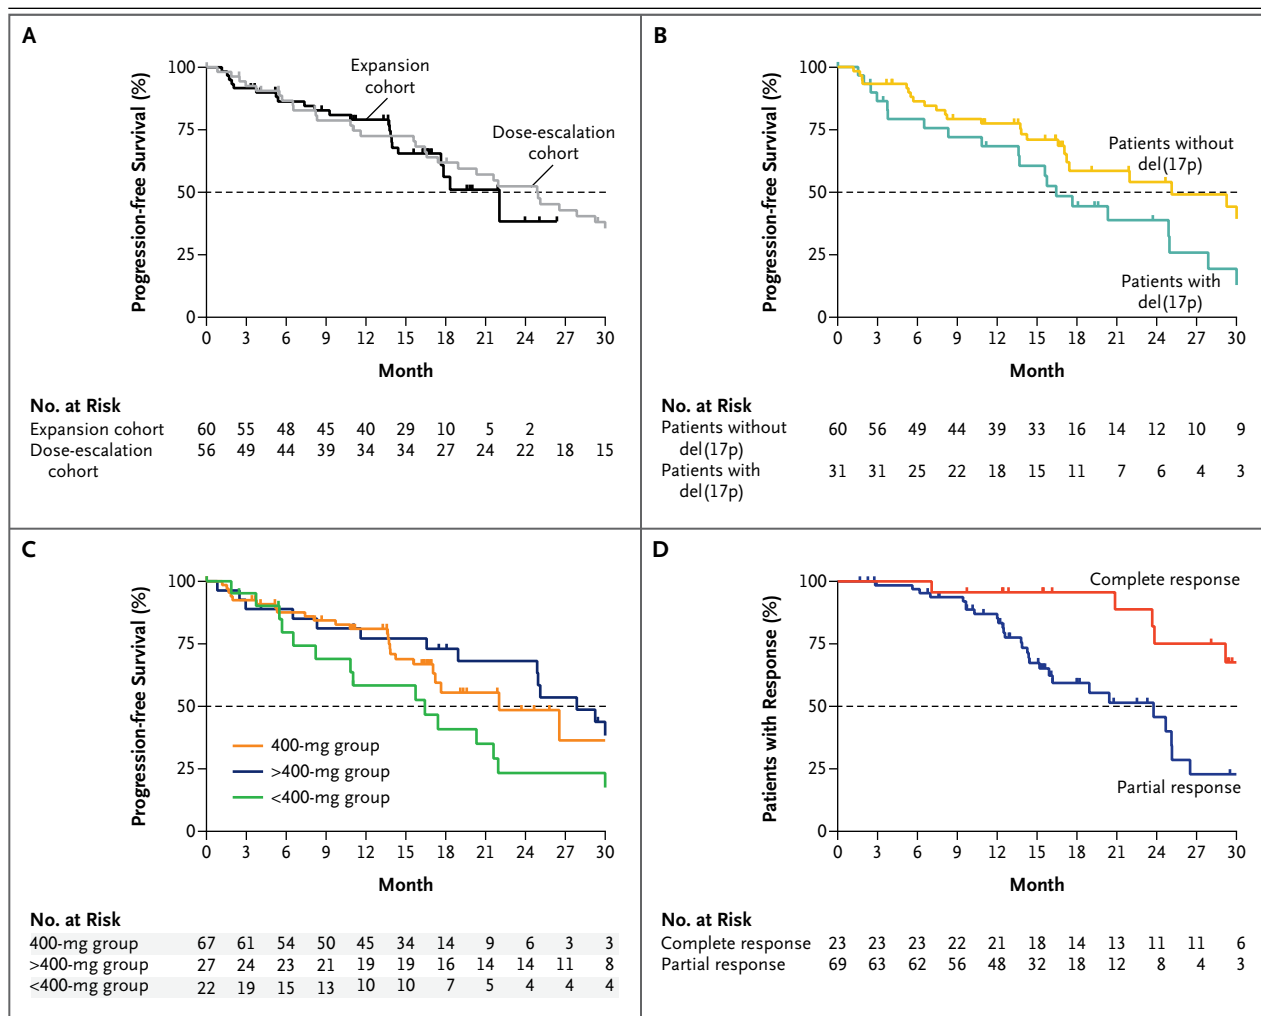 A
Progression-free Survival (%)
100
75
50
25
0
Expansion
cohort
Dose-escalation
cohort
0 3 6 9 12 15 18 21 24 27 30
Month
No. at Risk
Expansion cohort 60 55 48 45 40 29 10 5 2
Dose-escalation 56 49 44 39 34 34 27 24 22 18 15
cohort
B
Progression-free Survival (%)
100
75
50
25
0
Patients without
del(17p)
Patients with
del(17p)
0 3 6 9 12 15 18 21 24 27 30
Month
No. at Risk
Patients without 60 56 49 44 39 33 16 14 12 10 9
del(17p)
Patients with 31 31 25 22 18 15 11 7 6 4 3
del(17p)
C
Progression-free Survival (%)
100
75
50
25
0
400-mg group
>400-mg group
<400-mg group
0 3 6 9 12 15 18 21 24 27 30
Month
No. at Risk
400-mg group 67 61 54 50 45 34 14 9 6 3 3
>400-mg group 27 24 23 21 19 19 16 14 14 11 8
<400-mg group 22 19 15 13 10 10 7 5 4 4 4
D
Patients with Response (%)
100
75
50
25
0
Complete response
Partial response
0 3 6 9 12 15 18 21 24 27 30
Month
No. at Risk
Complete response 23 23 23 22 21 18 14 13 11 11 6
Partial response 69 63 62 56 48 32 18 12 8 4 3